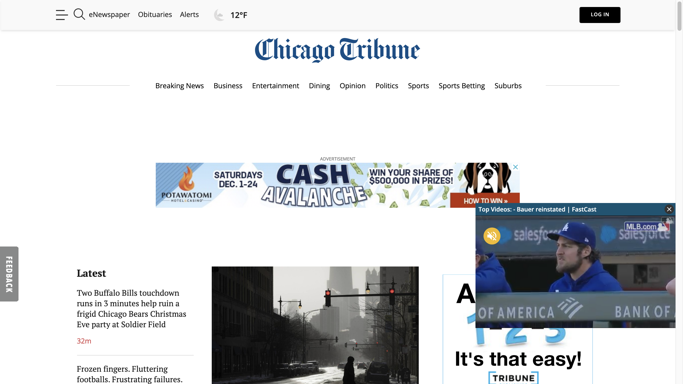 eNewspaper Obituaries Alerts 12°F LOG IN
Chicago Tribune
Breaking News Business Entertainment Dining Opinion Politics Sports Sports Betting Suburbs
ADVERTISEMENT
POTAWATOMI
HOTEL & CASINO
SATURDAYS
DEC. 1-24
CASH
AVALANCHE
WIN YOUR SHARE OF
$500,000 IN PRIZES!
HOW TO WIN »
Top Videos: - Bauer reinstated | FastCast
MLB.com
salesforce
OF AMERICA BANK OF
FEEDBACK
Latest
Two Buffalo Bills touchdown
runs in 3 minutes help ruin a
frigid Chicago Bears Christmas
Eve party at Soldier Field
32m
Frozen fingers. Fluttering
footballs. Frustrating failures.
A
1 2 3
It's that easy!
TRIBUNE